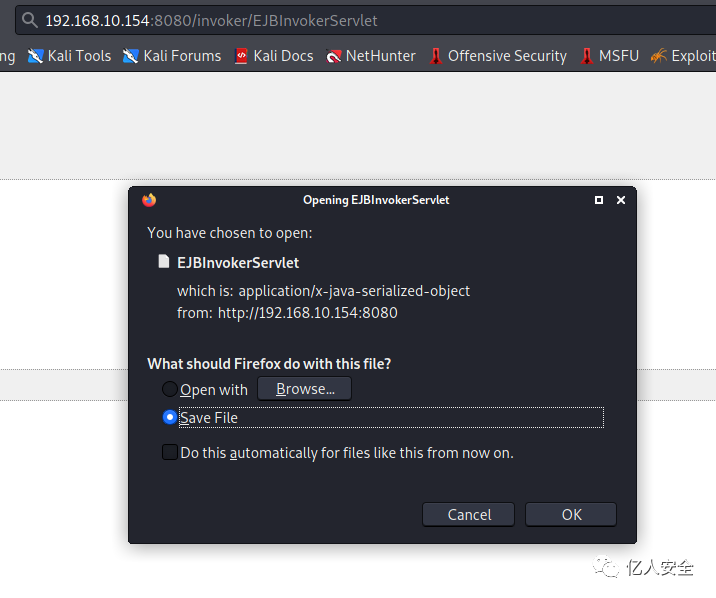 192.168.10.154:8080/invoker/EJBInvokerServlet
ng Kali Tools Kali Forums Kali Docs NetHunter Offensive Security MSFU Exploit
Opening EJBInvokerServlet
You have chosen to open:
EJBInvokerServlet
which is: application/x-java-serialized-object
from: http://192.168.10.154:8080
What should Firefox do with this file?
Open with Browse...
Save File
Do this automatically for files like this from now on.
Cancel OK
亿人安全